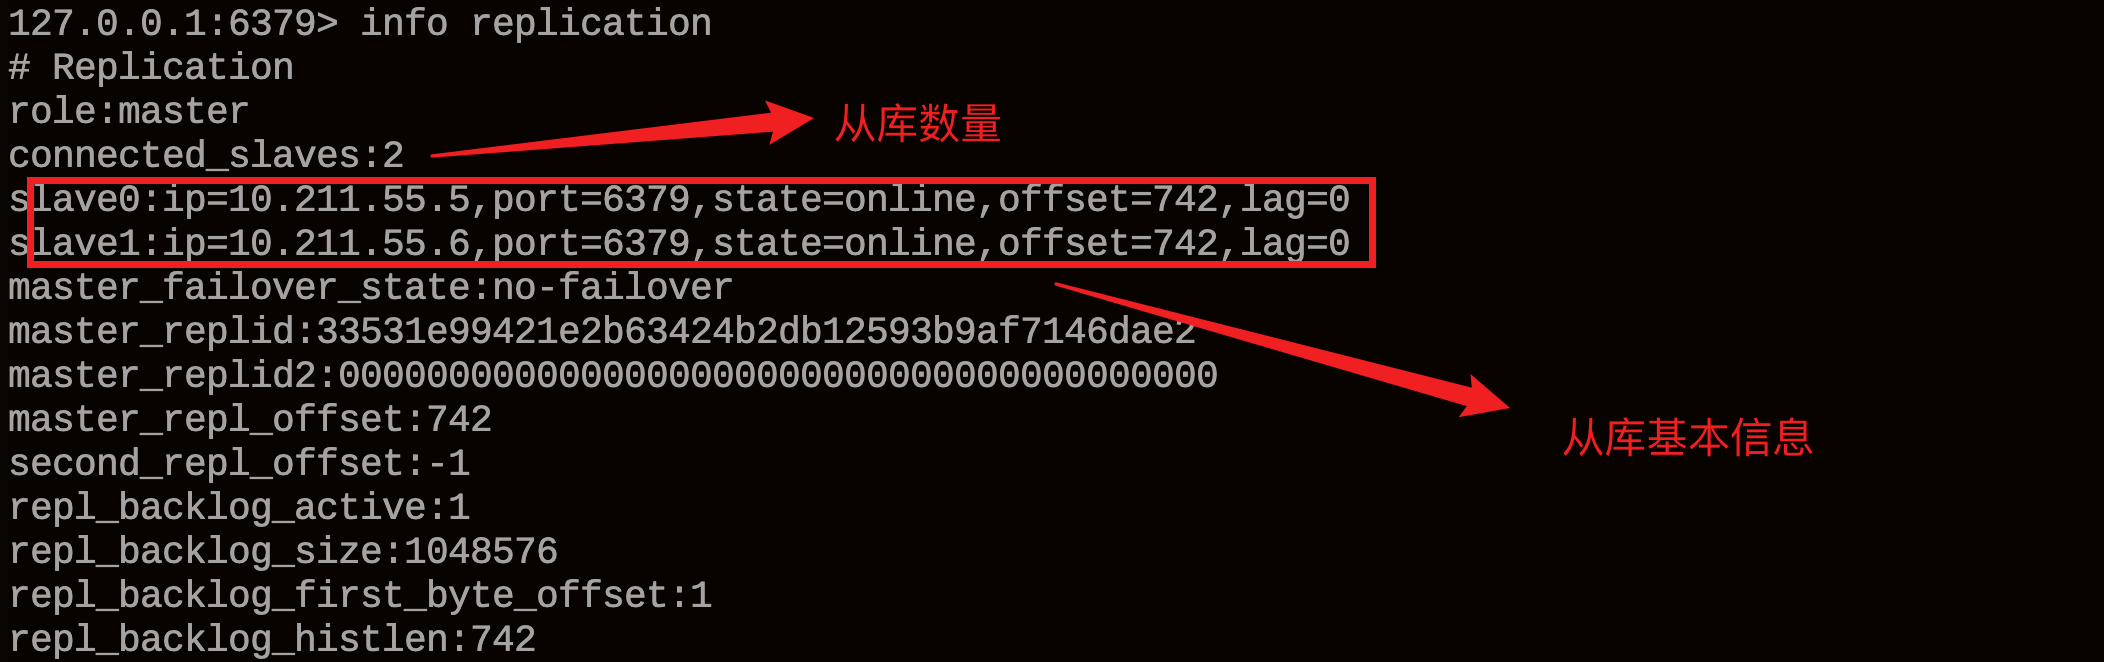 127.0.0.1:6379> info replication
# Replication
role:master
从库数量
connected_slaves:2
slave0:ip=10.211.55.5,port=6379,state=online,offset=742,lag=0
slave1:ip=10.211.55.6,port=6379,state=online,offset=742,lag=0
master_failover_state:no-failover
master_replid:33531e99421e2b63424b2db12593b9af7146dae2
master_replid2:0000000000000000000000000000000000000000
master_repl_offset:742
从库基本信息
second_repl_offset:-1
repl_backlog_active:1
repl_backlog_size:1048576
repl_backlog_first_byte_offset:1
repl_backlog_histlen:742